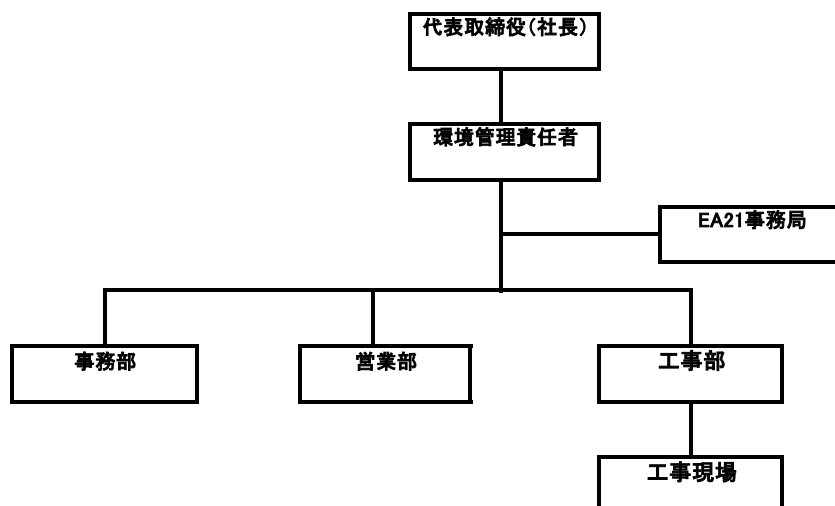 代表取締役（社長）
環境管理責任者
EA21事務局
事務部
営業部
工事部
工事現場